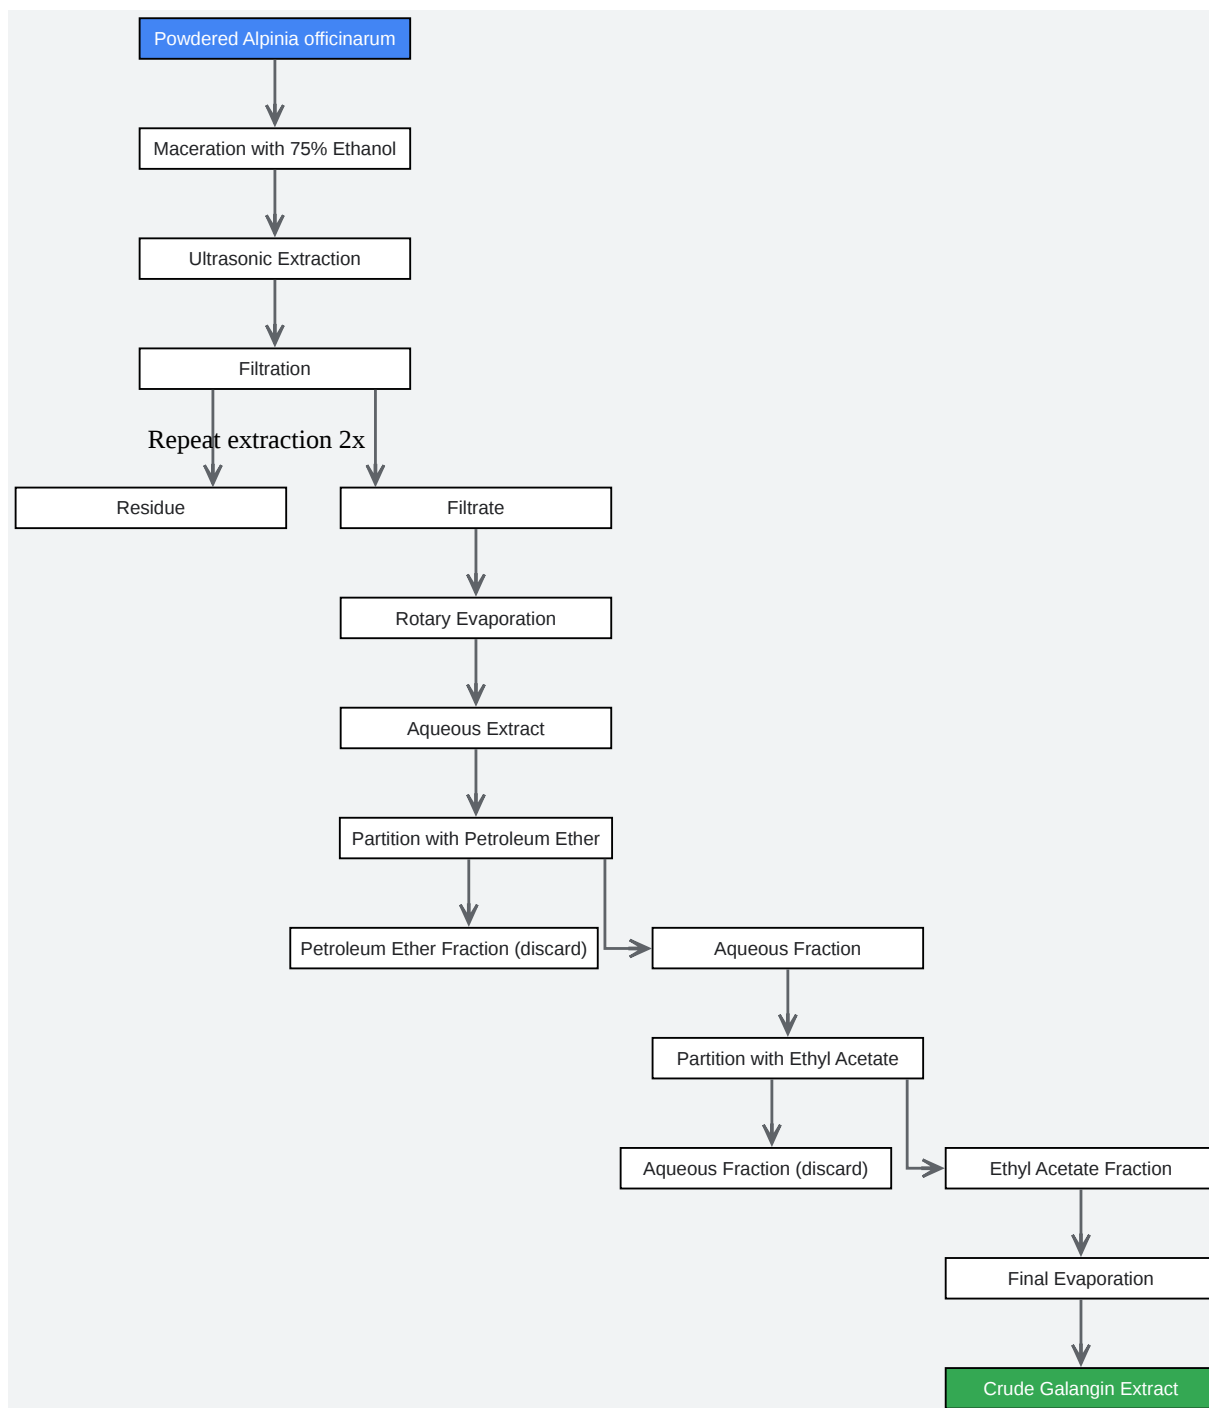 Powdered Alpinia officinarum
Maceration with 75% Ethanol
Ultrasonic Extraction
Filtration
Repeat extraction 2x
Residue
Filtrate
Rotary Evaporation
Aqueous Extract
Partition with Petroleum Ether
Petroleum Ether Fraction (discard)
Aqueous Fraction
Partition with Ethyl Acetate
Aqueous Fraction (discard)
Ethyl Acetate Fraction
Final Evaporation
Crude Galangin Extract